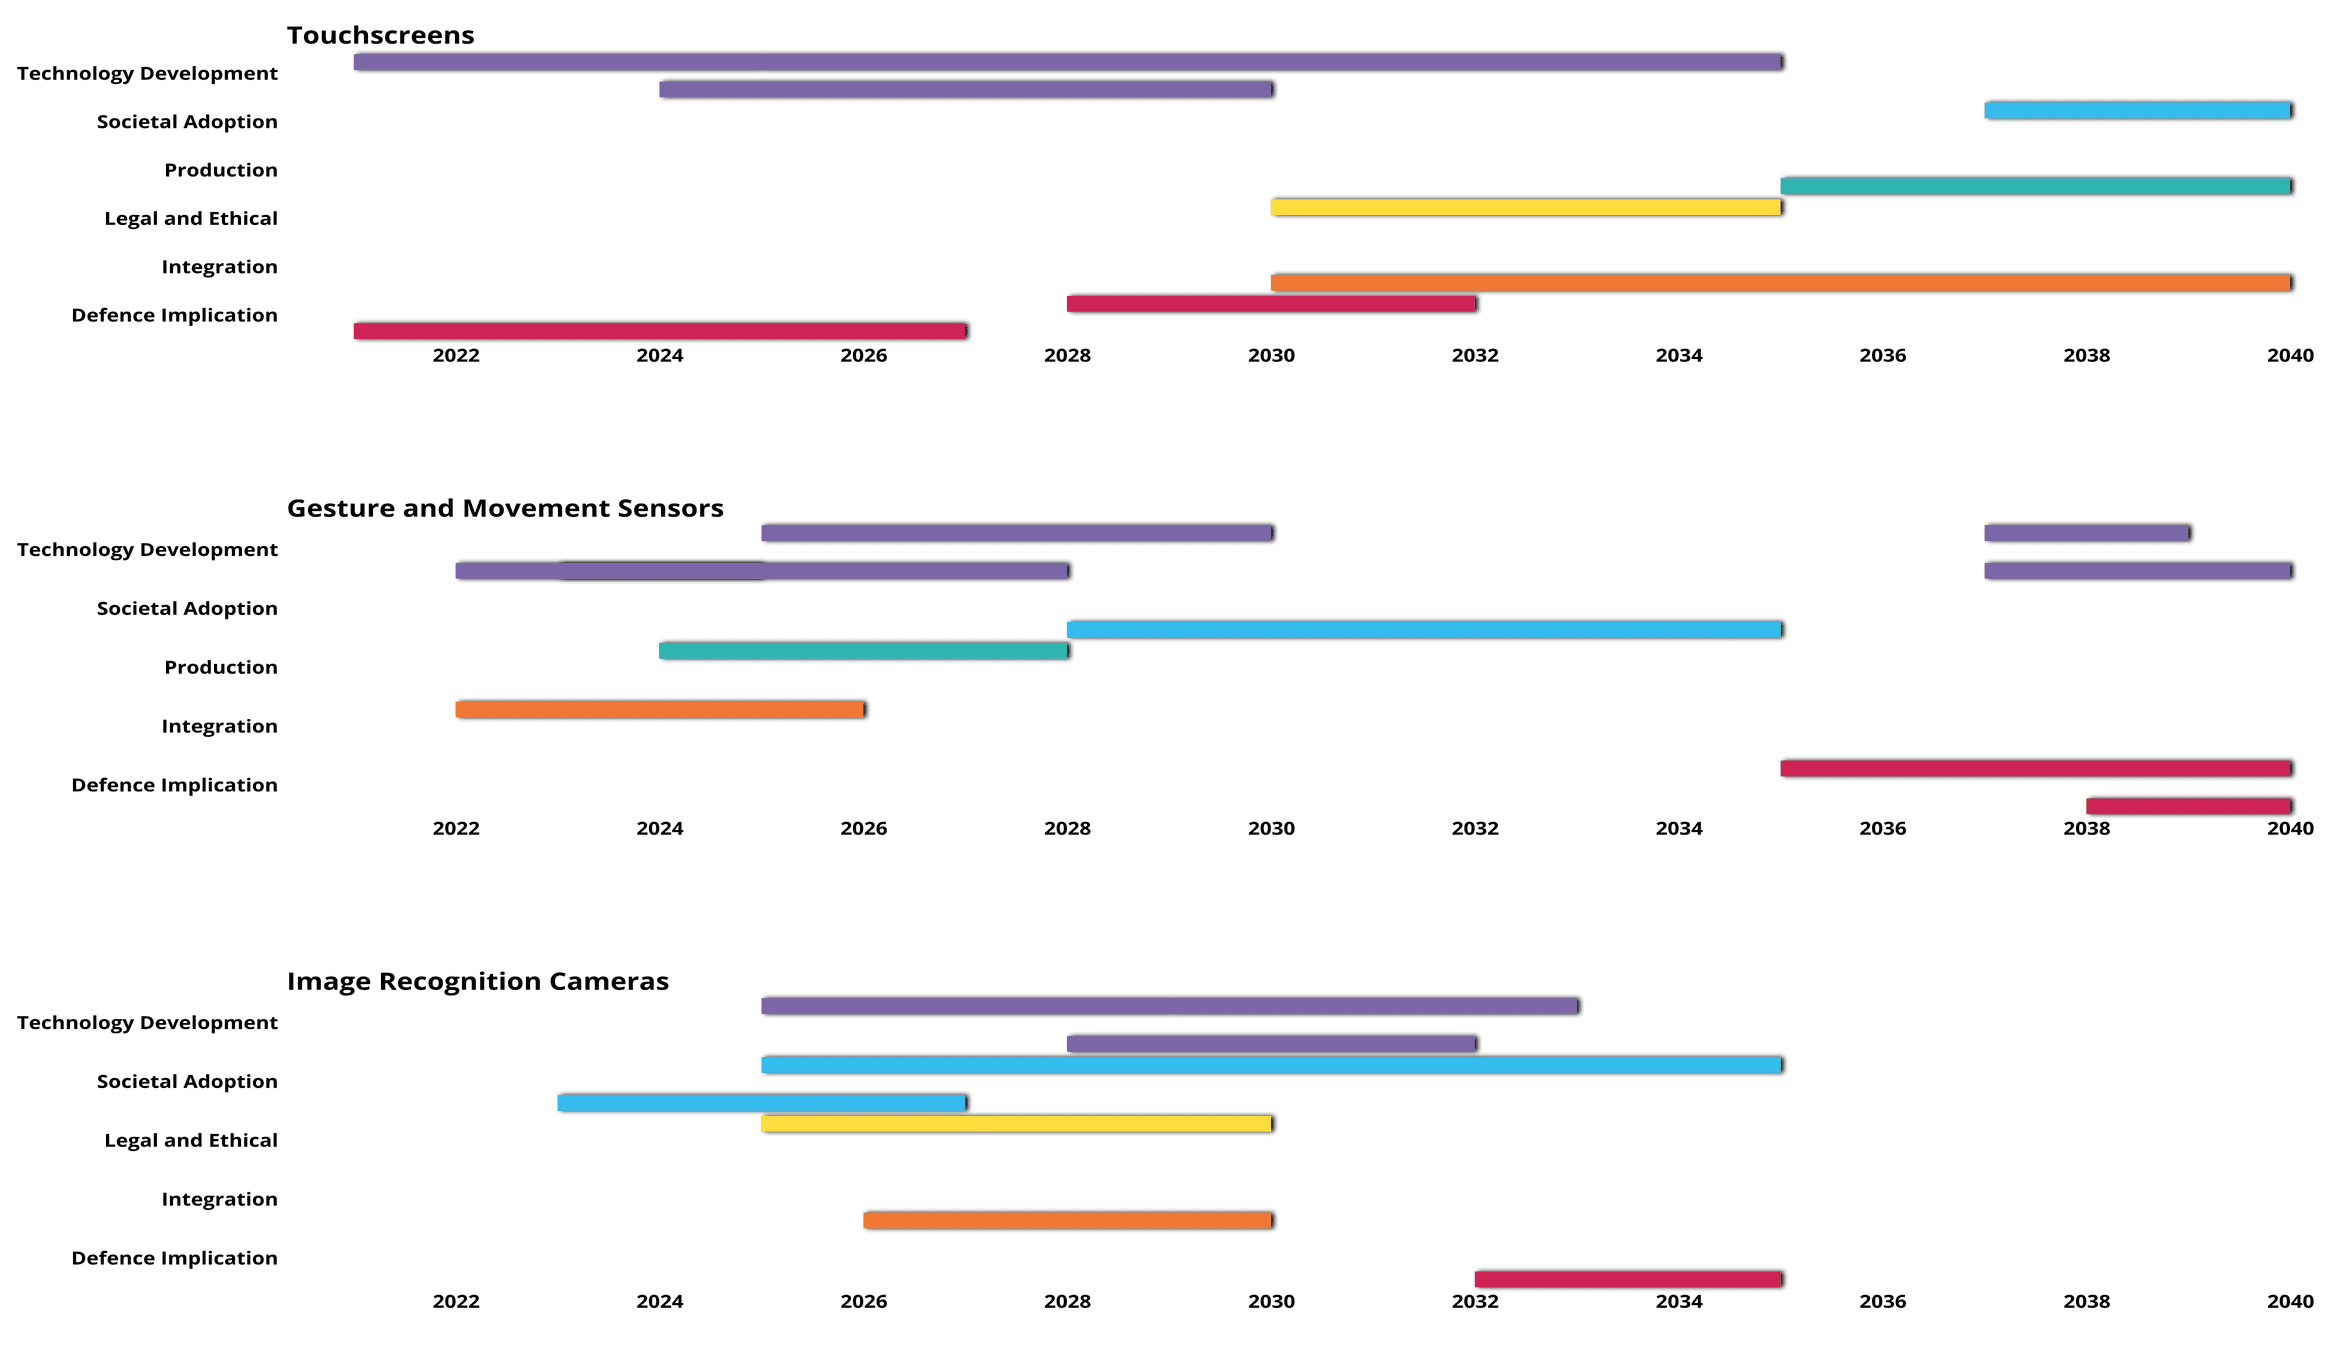 Touchscreens
Technology Development
Societal Adoption
Production
Legal and Ethical
Integration
Defence Implication
2022 2024 2026 2028 2030 2032 2034 2036 2038 2040
Gesture and Movement Sensors
Technology Development
Societal Adoption
Production
Integration
Defence Implication
2022 2024 2026 2028 2030 2032 2034 2036 2038 2040
Image Recognition Cameras
Technology Development
Societal Adoption
Legal and Ethical
Integration
Defence Implication
2022 2024 2026 2028 2030 2032 2034 2036 2038 2040